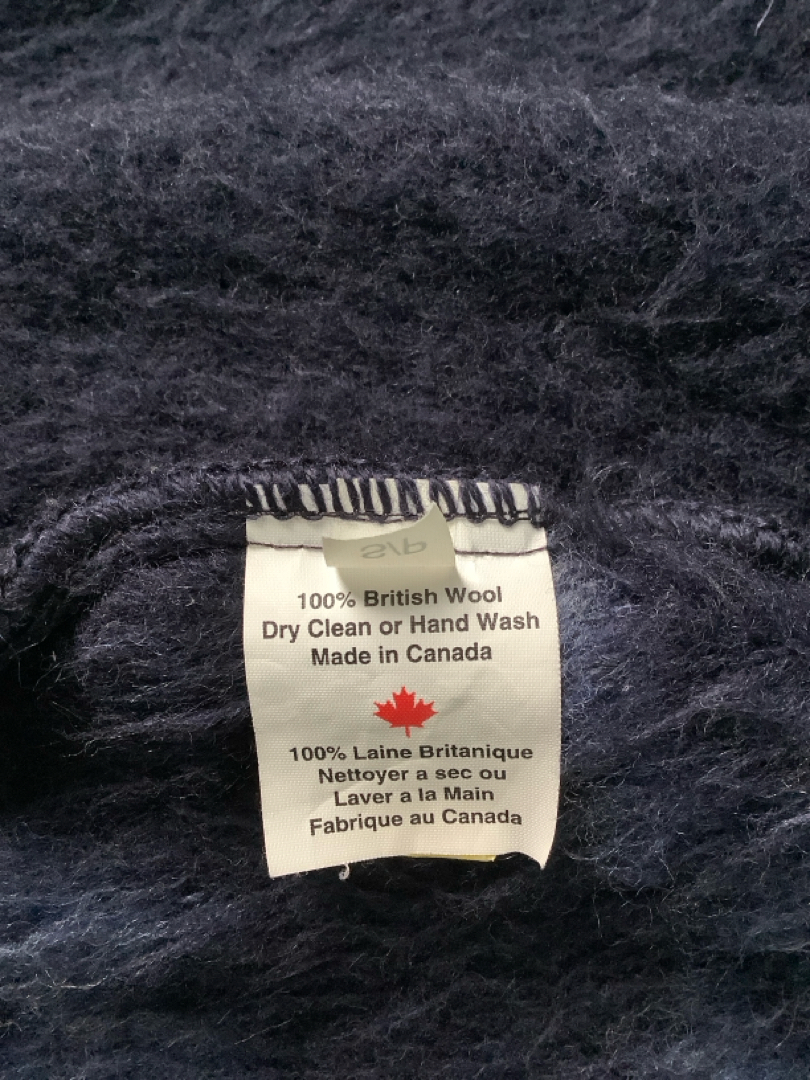 S/P
100% British Wool
Dry Clean or Hand Wash
Made in Canada
100% Laine Britanique
Nettoyer a sec ou
Laver a la Main
Fabrique au Canada